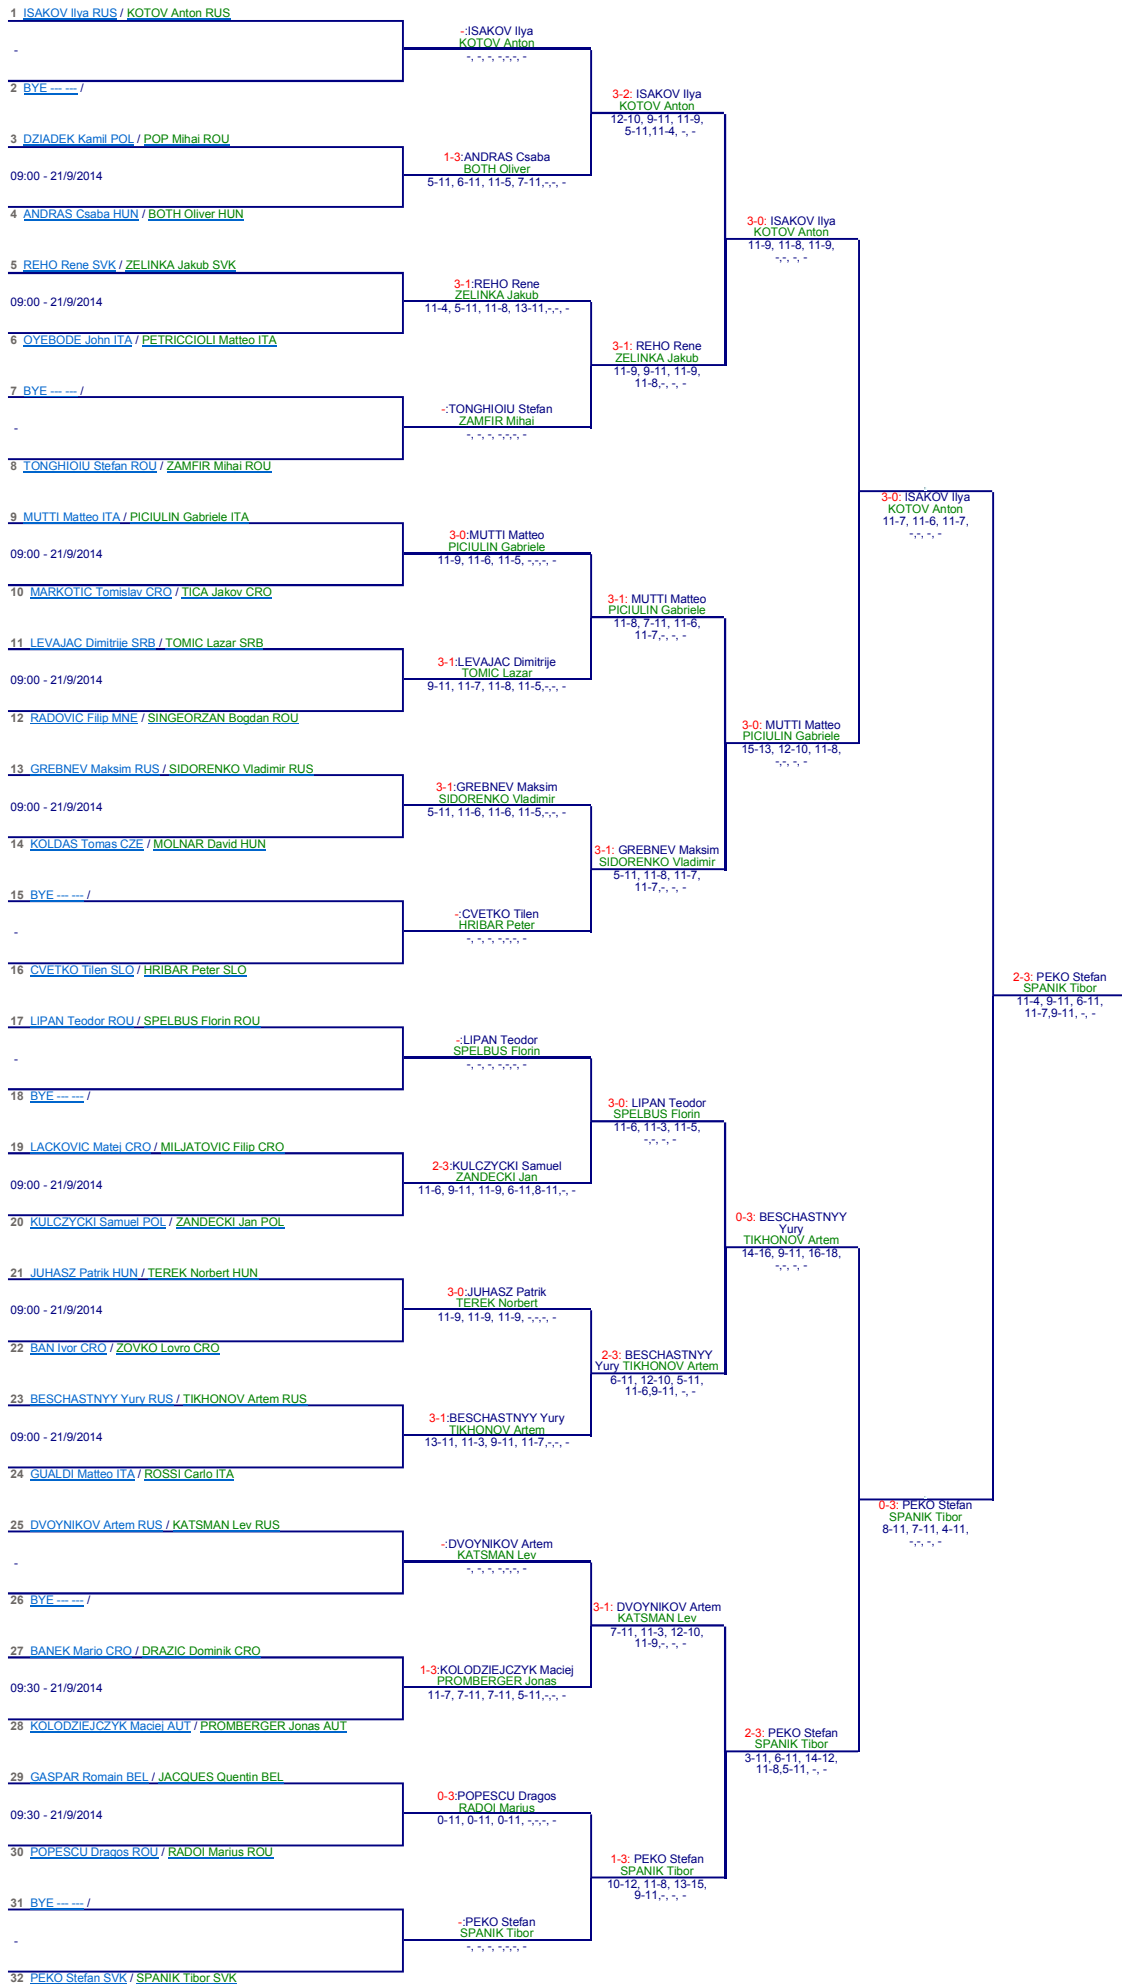 1 ISAKOV Ilya RUS / KOTOV Anton RUS
-
2 BYE --- --- /
3 DZIADEK Kamil POL / POP Mihai ROU
09:00 - 21/9/2014
4 ANDRAS Csaba HUN / BOTH Oliver HUN
5 REHO Rene SVK / ZELINKA Jakub SVK
09:00 - 21/9/2014
6 OYEBODE John ITA / PETRICCIOLI Matteo ITA
7 BYE --- --- /
-
8 TONGHIOIU Stefan ROU / ZAMFIR Mihai ROU
9 MUTTI Matteo ITA / PICIULIN Gabriele ITA
09:00 - 21/9/2014
10 MARKOTIC Tomislav CRO / TICA Jakov CRO
11 LEVAJAC Dimitrije SRB / TOMIC Lazar SRB
09:00 - 21/9/2014
12 RADOVIC Filip MNE / SINGEORZAN Bogdan ROU
13 GREBNEV Maksim RUS / SIDORENKO Vladimir RUS
09:00 - 21/9/2014
14 KOLDAS Tomas CZE / MOLNAR David HUN
15 BYE --- --- /
-
16 CVETKO Tilen SLO / HRIBAR Peter SLO
17 LIPAN Teodor ROU / SPELBUS Florin ROU
-
18 BYE --- --- /
19 LACKOVIC Matej CRO / MILJATOVIC Filip CRO
09:00 - 21/9/2014
20 KULCZYCKI Samuel POL / ZANDECKI Jan POL
21 JUHASZ Patrik HUN / TEREK Norbert HUN
09:00 - 21/9/2014
22 BAN Ivor CRO / ZOVKO Lovro CRO
23 BESCHASTNYY Yury RUS / TIKHONOV Artem RUS
09:00 - 21/9/2014
24 GUALDI Matteo ITA / ROSSI Carlo ITA
25 DVOYNIKOV Artem RUS / KATSMAN Lev RUS
-
26 BYE --- --- /
27 BANEK Mario CRO / DRAZIC Dominik CRO
09:30 - 21/9/2014
28 KOLODZIEJCZYK Maciej AUT / PROMBERGER Jonas AUT
29 GASPAR Romain BEL / JACQUES Quentin BEL
09:30 - 21/9/2014
30 POPESCU Dragos ROU / RADOI Marius ROU
31 BYE --- --- /
-
32 PEKO Stefan SVK / SPANIK Tibor SVK
-:ISAKOV Ilya
KOTOV Anton
-, -, -, -,-,-, -
1-3:ANDRAS Csaba
BOTH Oliver
5-11, 6-11, 11-5, 7-11,-,-, -
3-1:REHO Rene
ZELINKA Jakub
11-4, 5-11, 11-8, 13-11,-,-, -
-:TONGHIOIU Stefan
ZAMFIR Mihai
-, -, -, -,-,-, -
3-0:MUTTI Matteo
PICIULIN Gabriele
11-9, 11-6, 11-5, -,-,-, -
3-1:LEVAJAC Dimitrije
TOMIC Lazar
9-11, 11-7, 11-8, 11-5,-,-, -
3-1:GREBNEV Maksim
SIDORENKO Vladimir
5-11, 11-6, 11-6, 11-5,-,-, -
-:CVETKO Tilen
HRIBAR Peter
-, -, -, -,-,-, -
-:LIPAN Teodor
SPELBUS Florin
-, -, -, -,-,-, -
2-3:KULCZYCKI Samuel
ZANDECKI Jan
11-6, 9-11, 11-9, 6-11,8-11,-, -
3-0:JUHASZ Patrik
TEREK Norbert
11-9, 11-9, 11-9, -,-,-, -
3-1:BESCHASTNYY Yury
TIKHONOV Artem
13-11, 11-3, 9-11, 11-7,-,-, -
-:DVOYNIKOV Artem
KATSMAN Lev
-, -, -, -,-,-, -
1-3:KOLODZIEJCZYK Maciej
PROMBERGER Jonas
11-7, 7-11, 7-11, 5-11,-,-, -
0-3:POPESCU Dragos
RADOI Marius
0-11, 0-11, 0-11, -,-,-, -
-:PEKO Stefan
SPANIK Tibor
-, -, -, -,-,-, -
3-2: ISAKOV Ilya
KOTOV Anton
12-10, 9-11, 11-9,
5-11,11-4, -, -
3-1: REHO Rene
ZELINKA Jakub
11-9, 9-11, 11-9,
11-8,-, -, -
3-1: MUTTI Matteo
PICIULIN Gabriele
11-8, 7-11, 11-6,
11-7,-, -, -
3-1: GREBNEV Maksim
SIDORENKO Vladimir
5-11, 11-8, 11-7,
11-7,-, -, -
3-0: LIPAN Teodor
SPELBUS Florin
11-6, 11-3, 11-5,
-,-, -, -
2-3: BESCHASTNYY
Yury TIKHONOV Artem
6-11, 12-10, 5-11,
11-6,9-11, -, -
3-1: DVOYNIKOV Artem
KATSMAN Lev
7-11, 11-3, 12-10,
11-9,-, -, -
1-3: PEKO Stefan
SPANIK Tibor
10-12, 11-8, 13-15,
9-11,-, -, -
3-0: ISAKOV Ilya
KOTOV Anton
11-9, 11-8, 11-9,
-,-, -, -
3-0: MUTTI Matteo
PICIULIN Gabriele
15-13, 12-10, 11-8,
-,-, -, -
0-3: BESCHASTNYY
Yury
TIKHONOV Artem
14-16, 9-11, 16-18,
-,-, -, -
2-3: PEKO Stefan
SPANIK Tibor
3-11, 6-11, 14-12,
11-8,5-11, -, -
3-0: ISAKOV Ilya
KOTOV Anton
11-7, 11-6, 11-7,
-,-, -, -
0-3: PEKO Stefan
SPANIK Tibor
8-11, 7-11, 4-11,
-,-, -, -
2-3: PEKO Stefan
SPANIK Tibor
11-4, 9-11, 6-11,
11-7,9-11, -, -